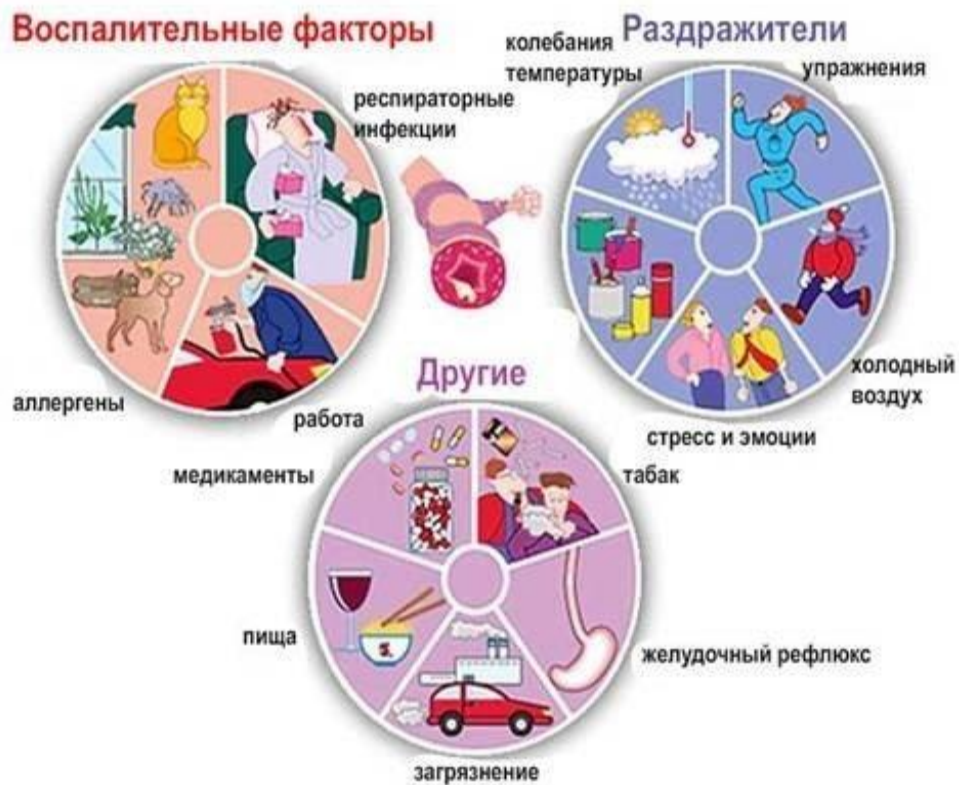 Воспалительные факторы
респираторные
инфекции
аллергены
работа
Раздражители
колебания
температуры
упражнения
холодный
воздух
стресс и эмоции
Другие
медикаменты
табак
пища
желудочный рефлюкс
загрязнение